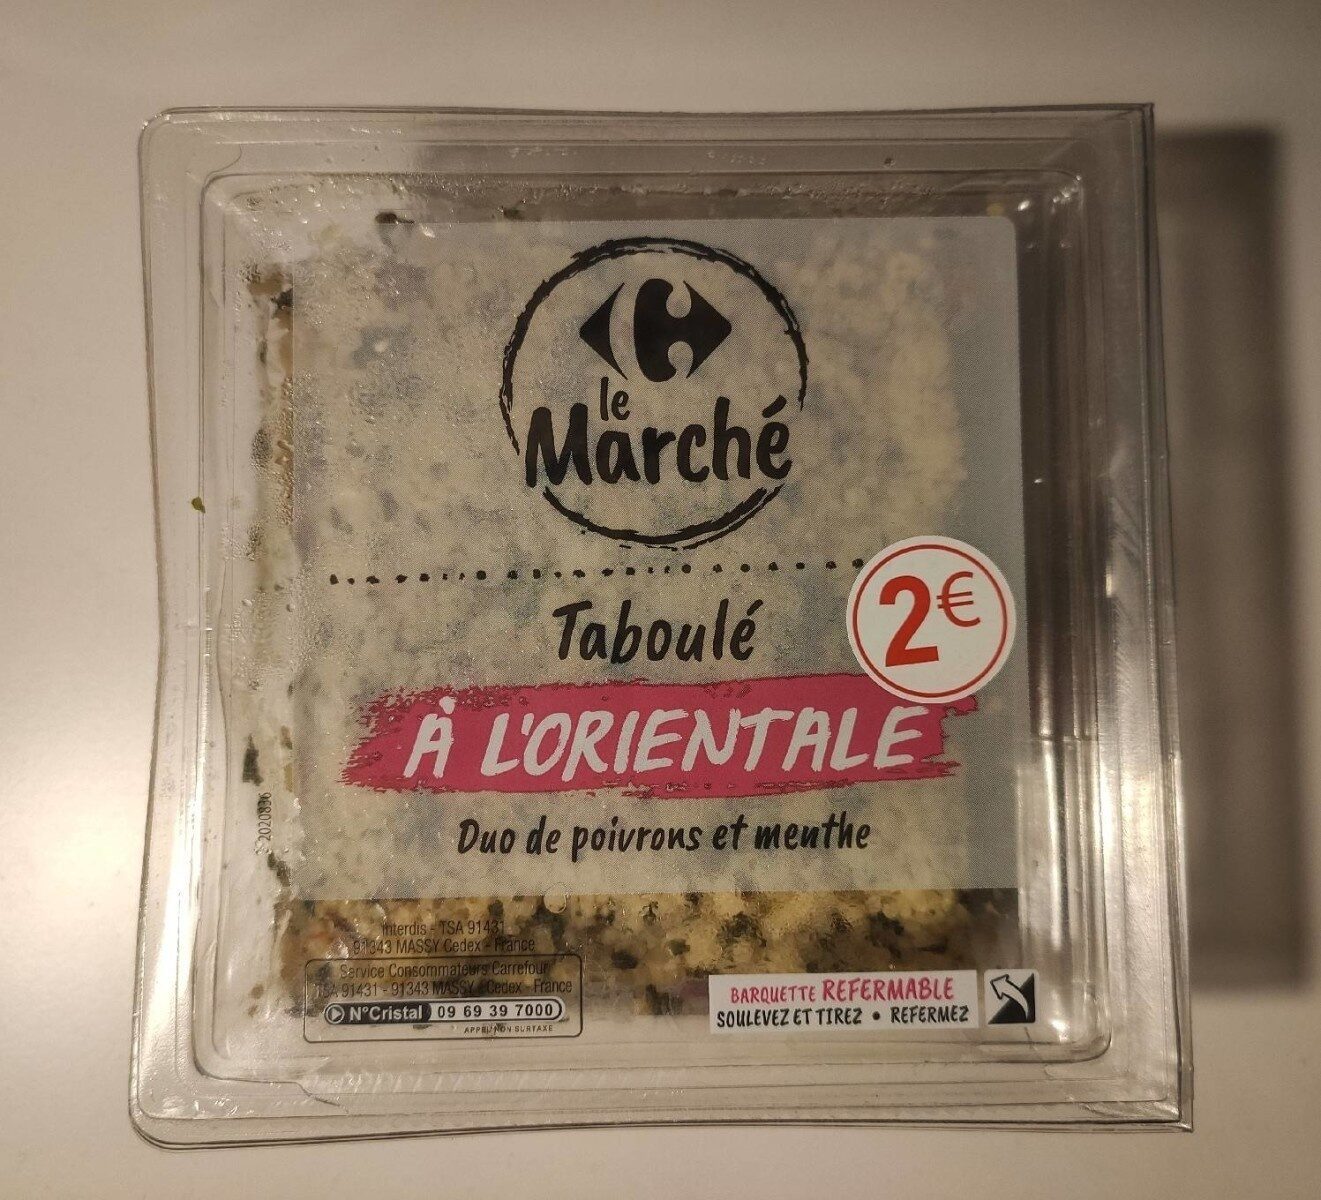 le
Marché
Taboulé
2€
À L'ORIENTALE
Duo de poivrons et menthe
2020896
Interdis - TSA 91431
91343 MASSY Cedex - France
Service Consommateurs Carrefour
TSA 91431 - 91343 MASSY Cedex - France
N°Cristal 09 69 39 7000
APPEL NON SURTAXE
BARQUETTE REFERMABLE
SOULEVEZ ET TIREZ • REFERMEZ